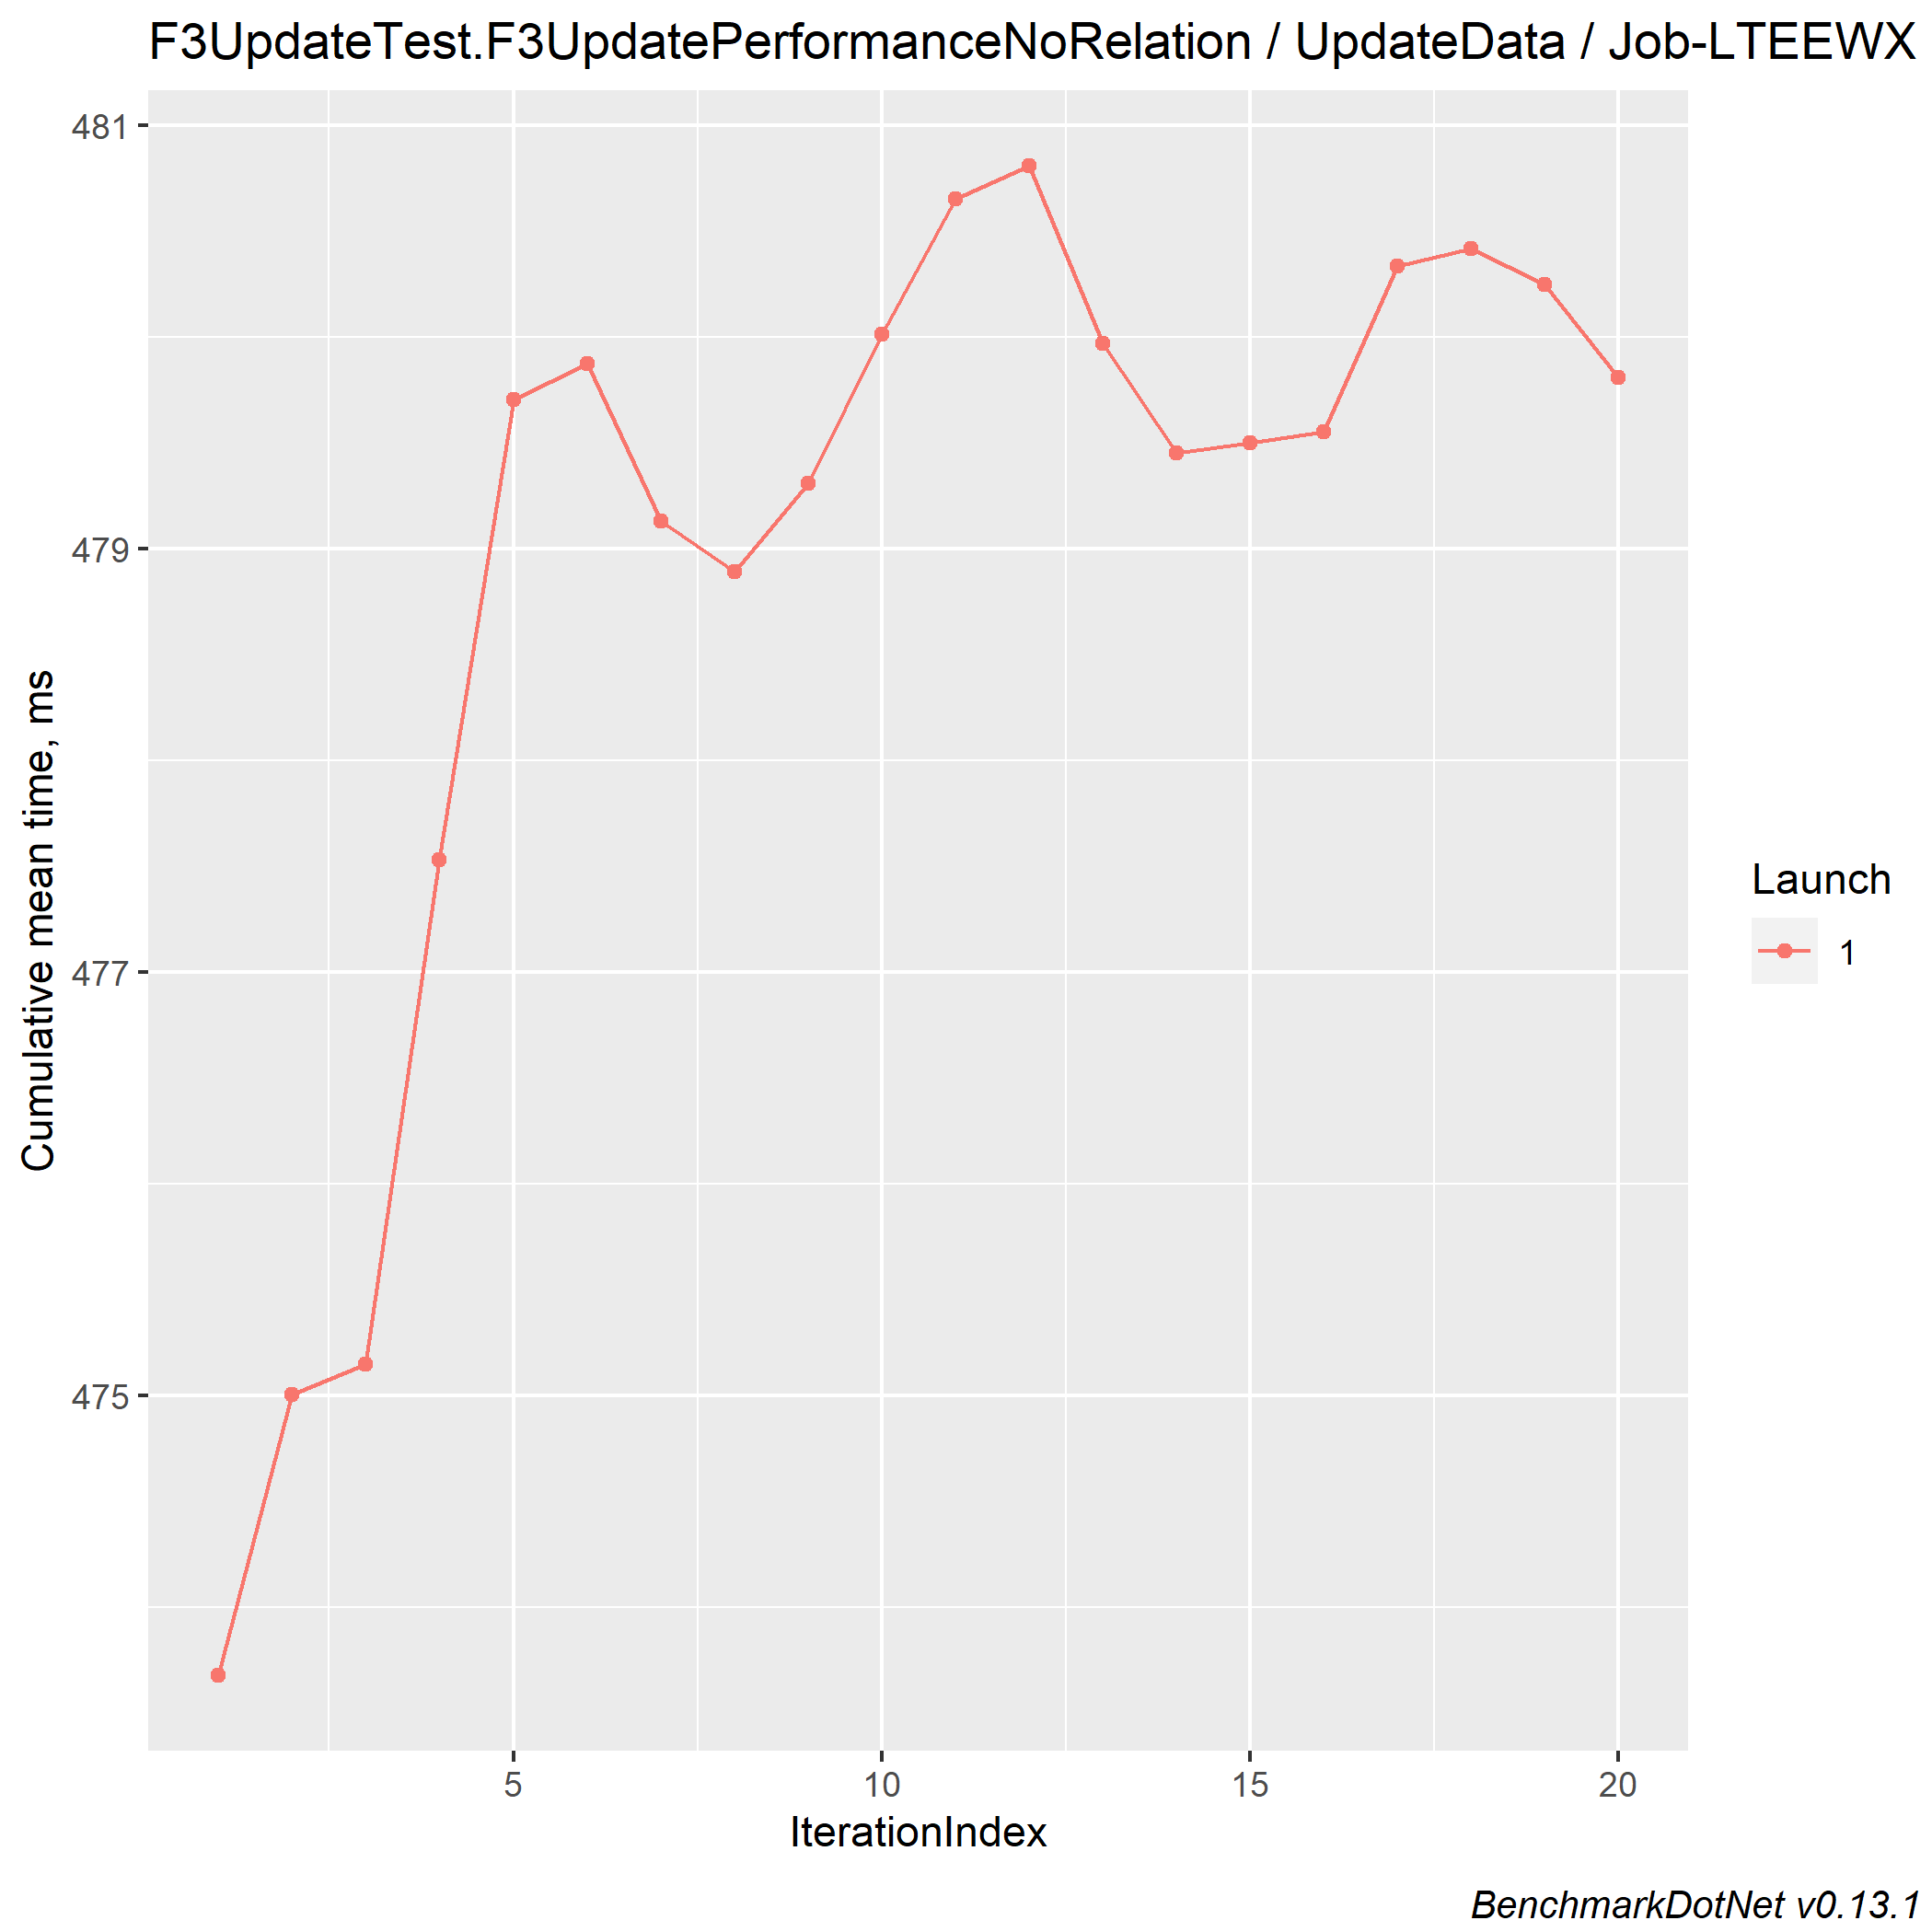 F3UpdateTest.F3UpdatePerformanceNoRelation / UpdateData / Job-LTEEWX
481
479
477
475
Cumulative mean time, ms
5 10 15 20
IterationIndex
Launch
1
BenchmarkDotNet v0.13.1